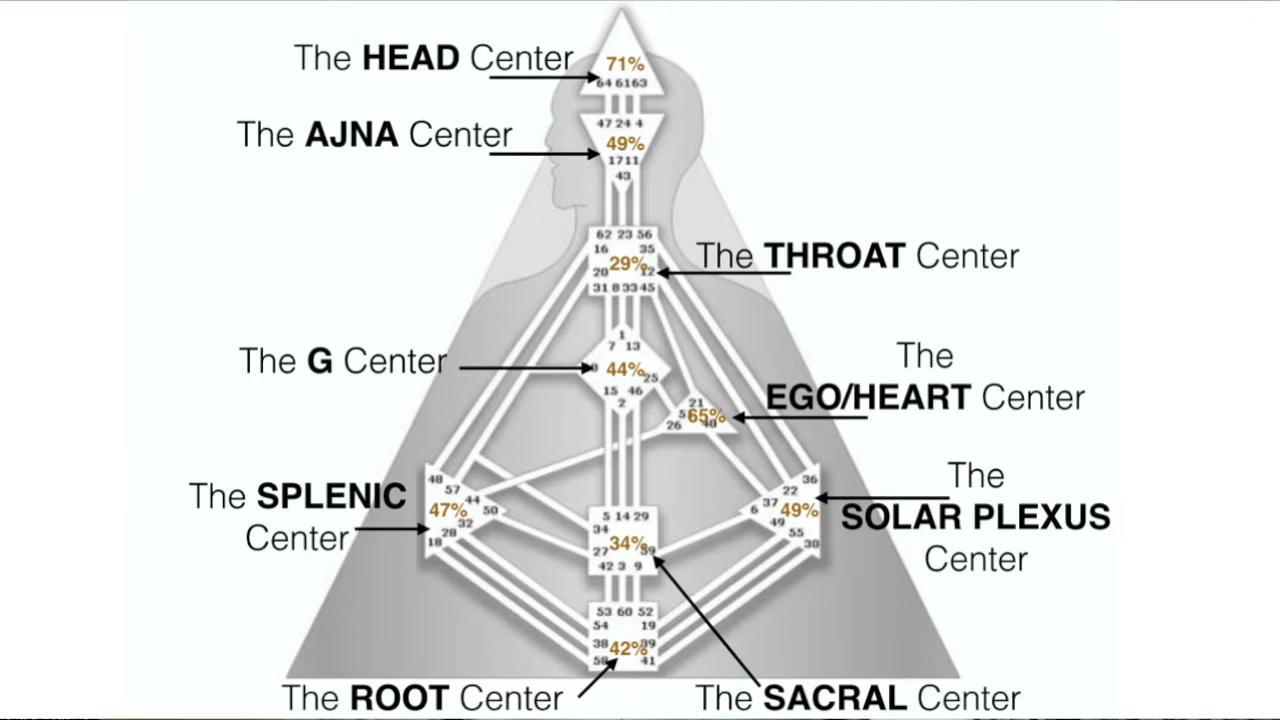 The HEAD Center
71%
64 61 63
The AJNA Center
47 24 4
49%
17 11
43
62 23 56
16 35
The THROAT Center
29%
20 12
31 8 33 45
1
7 13
The G Center
44%
25
15 46
2
The
EGO/HEART Center
21
65%
26 40
The SPLENIC
Center
48
57
44
47%
50
32
28
18
The
SOLAR PLEXUS
Center
36
22
37
6
49%
49
55
30
5 14 29
34
34%
27 59
42 3 9
53 60 52
54 19
38 39
42%
58 41
The ROOT Center
The SACRAL Center